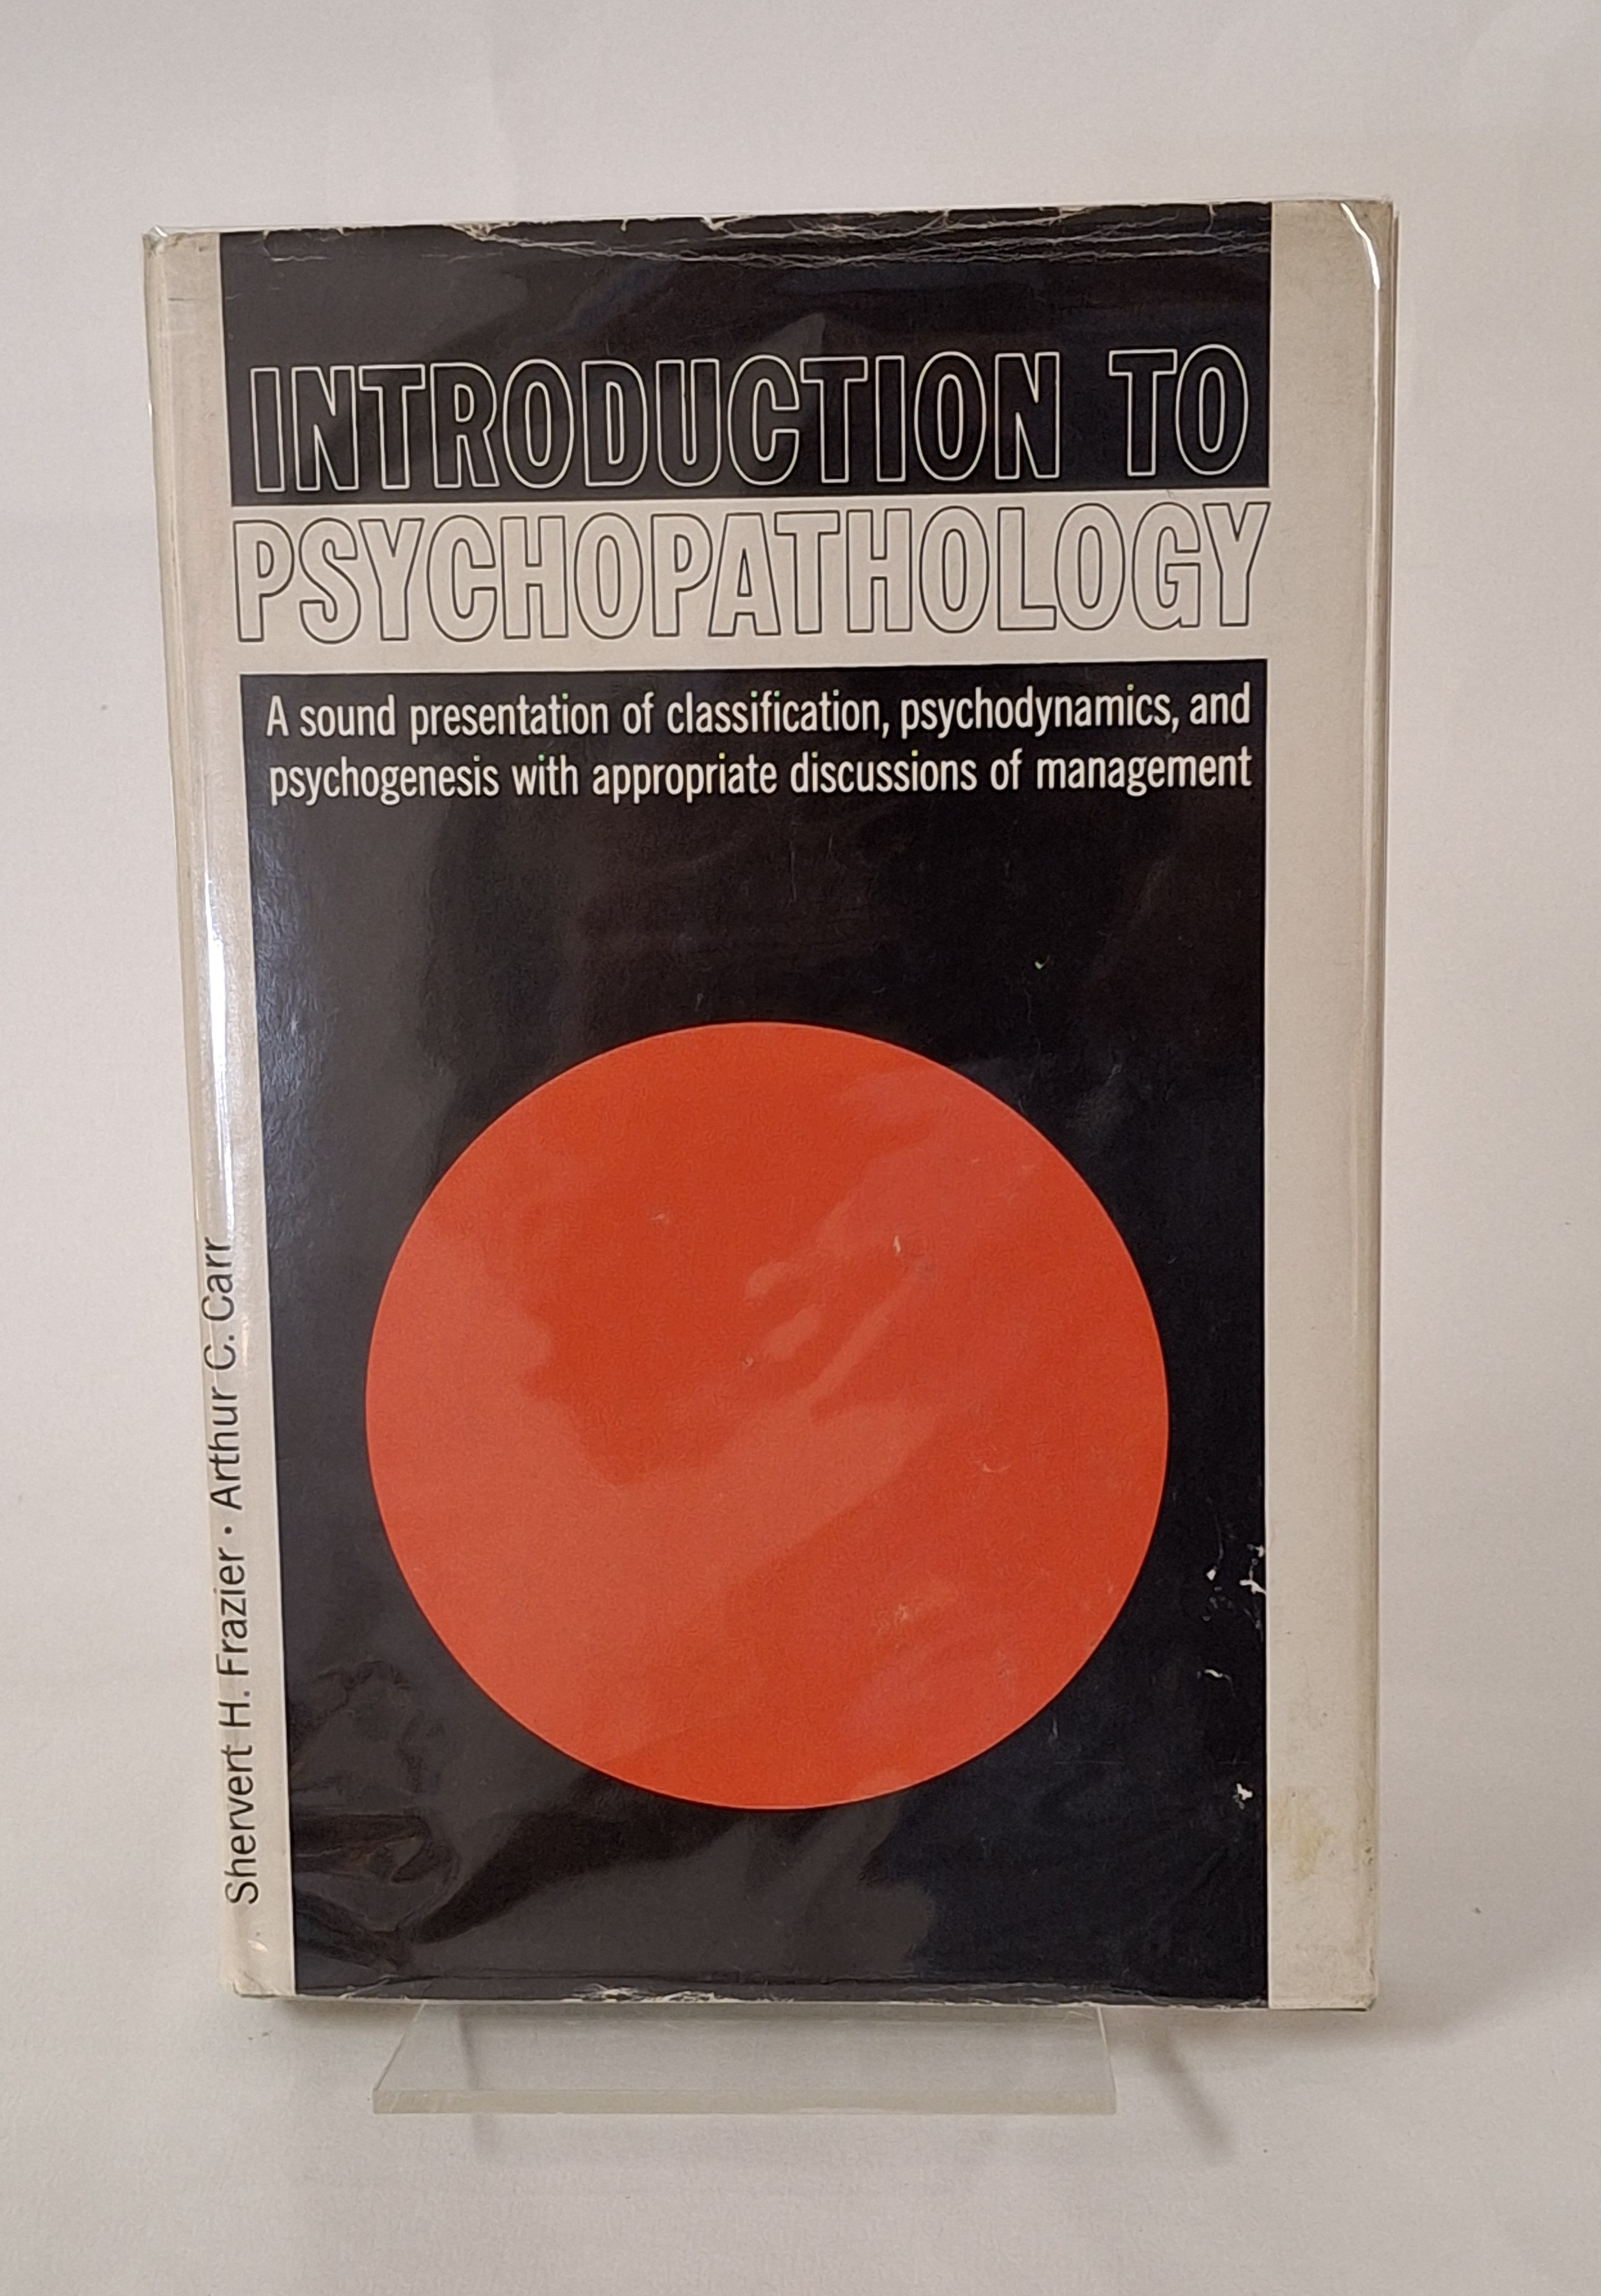 INTRODUCTION TO
PSYCHOPATHOLOGY
A sound presentation of classification, psychodynamics, and
psychogenesis with appropriate discussions of management
Shervert H. Frazier · Arthur C. Carr